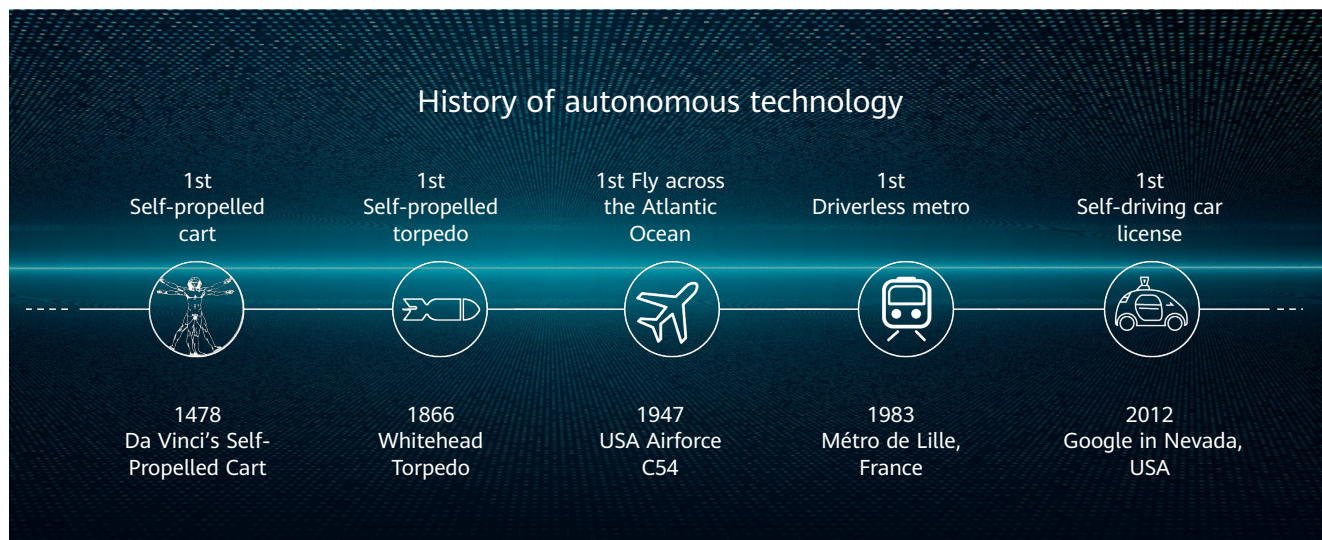 History of autonomous technology
1st
Self-propelled
cart
1st
Self-propelled
torpedo
1st Fly across
the Atlantic
Ocean
1st
Driverless metro
1st
Self-driving car
license
1478
Da Vinci’s Self-
Propelled Cart
1866
Whitehead
Torpedo
1947
USA Airforce
C54
1983
Métro de Lille,
France
2012
Google in Nevada,
USA